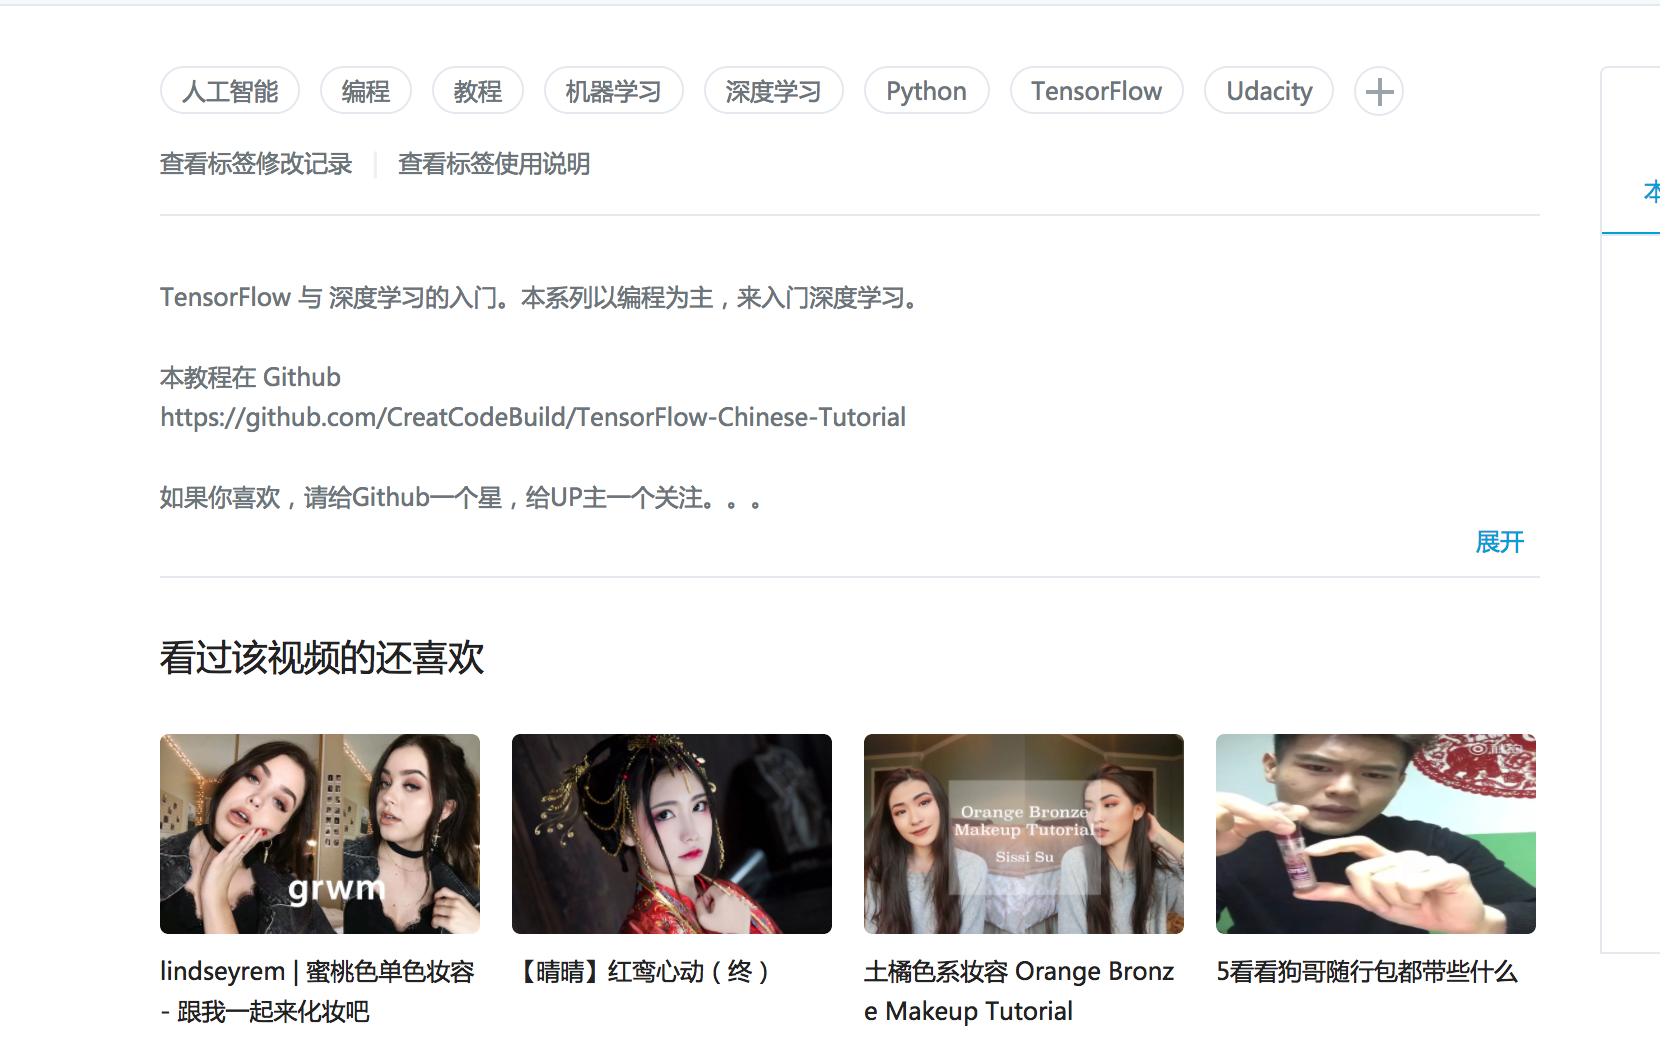 人工智能 编程 教程 机器学习 深度学习 Python TensorFlow Udacity
查看标签修改记录 查看标签使用说明
本
TensorFlow 与 深度学习的入门。本系列以编程为主，来入门深度学习。
本教程在 Github
https://github.com/CreatCodeBuild/TensorFlow-Chinese-Tutorial
如果你喜欢，请给Github一个星，给UP主一个关注。。。
展开
看过该视频的还喜欢
grwm
Orange Bronze
Makeup Tutorial
Sissi Su
lindseyrem | 蜜桃色单色妆容
- 跟我一起来化妆吧
【晴晴】红鸾心动（终）
土橘色系妆容 Orange Bronz
e Makeup Tutorial
5看看狗哥随行包都带些什么